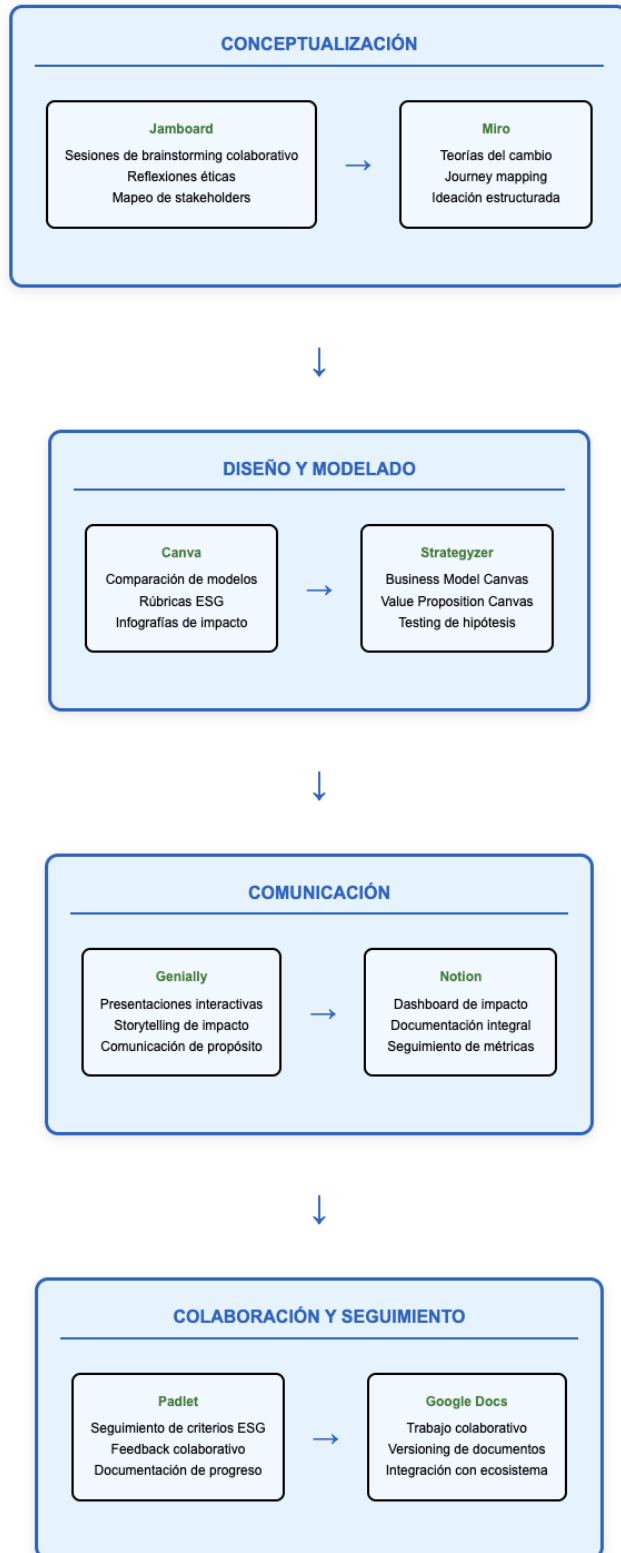 CONCEPTUALIZACIÓN
Jamboard
Sesiones de brainstorming colaborativo
Reflexiones éticas
Mapeo de stakeholders
→
Miro
Teorías del cambio
Journey mapping
Ideación estructurada
↓
DISEÑO Y MODELADO
Canva
Comparación de modelos
Rúbricas ESG
Infografías de impacto
→
Strategyzer
Business Model Canvas
Value Proposition Canvas
Testing de hipótesis
↓
COMUNICACIÓN
Genially
Presentaciones interactivas
Storytelling de impacto
Comunicación de propósito
→
Notion
Dashboard de impacto
Documentación integral
Seguimiento de métricas
↓
COLABORACIÓN Y SEGUIMIENTO
Padlet
Seguimiento de criterios ESG
Feedback colaborativo
Documentación de progreso
→
Google Docs
Trabajo colaborativo
Versioning de documentos
Integración con ecosistema